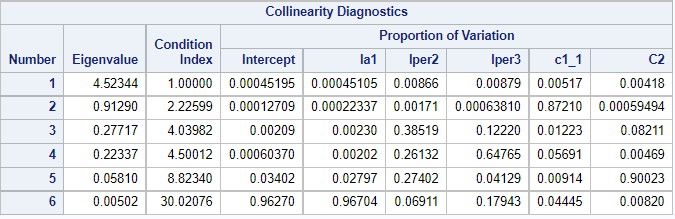 Collinearity Diagnostics
Number Eigenvalue Condition Index Proportion of Variation
Intercept la1 lper2 lper3 c1_1 C2
1 4.52344 1.00000 0.00045195 0.00045105 0.00866 0.00879 0.00517 0.00418
2 0.91290 2.22599 0.00012709 0.00022337 0.00171 0.00063810 0.87210 0.00059494
3 0.27717 4.03982 0.00209 0.00230 0.38519 0.12220 0.01223 0.08211
4 0.22337 4.50012 0.00060370 0.00202 0.26132 0.64765 0.05691 0.00469
5 0.05810 8.82340 0.03402 0.02797 0.27402 0.04129 0.00914 0.90023
6 0.00502 30.02076 0.96270 0.96704 0.06911 0.17943 0.04445 0.00820